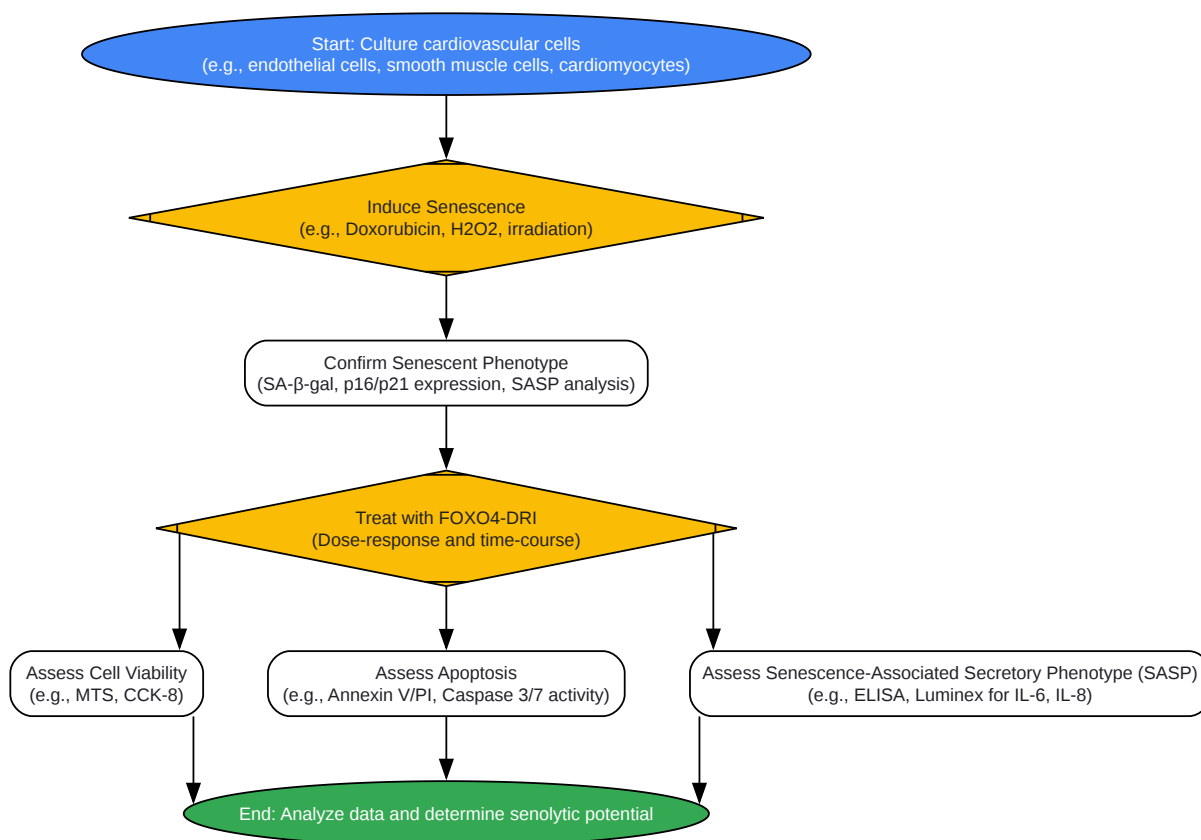 Start: Culture cardiovascular cells
(e.g., endothelial cells, smooth muscle cells, cardiomyocytes)
Induce Senescence
(e.g., Doxorubicin, H2O2, irradiation)
Confirm Senescent Phenotype
(SA-β-gal, p16/p21 expression, SASP analysis)
Treat with FOXO4-DRI
(Dose-response and time-course)
Assess Cell Viability
(e.g., MTS, CCK-8)
Assess Apoptosis
(e.g., Annexin V/PI, Caspase 3/7 activity)
Assess Senescence-Associated Secretory Phenotype (SASP)
(e.g., ELISA, Luminex for IL-6, IL-8)
End: Analyze data and determine senolytic potential